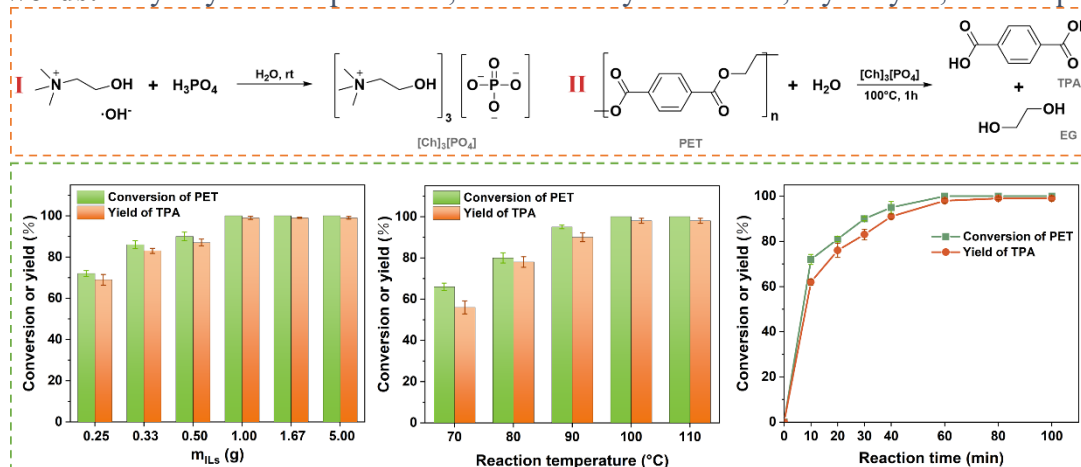 I
N
+
OH
·OH-
+
H₃PO₄
H₂O, rt
N
+
OH
3
-O
O
P
O
O-
[Ch]₃[PO₄]
II
O
O
O
O
n
PET
+
H₂O
[Ch]₃[PO₄]
100°C, 1h
O
HO
O
TPA
+
HO
OH
EG
Conversion or yield (%)
100
80
60
40
20
0
Conversion of PET
Yield of TPA
0.25 0.33 0.50 1.00 1.67 5.00
mILs (g)
Conversion or yield (%)
100
80
60
40
20
0
Conversion of PET
Yield of TPA
70 80 90 100 110
Reaction temperature (°C)
Conversion or yield (%)
100
80
60
40
20
0
Conversion of PET
Yield of TPA
0 10 20 30 40 60 80 100
Reaction time (min)